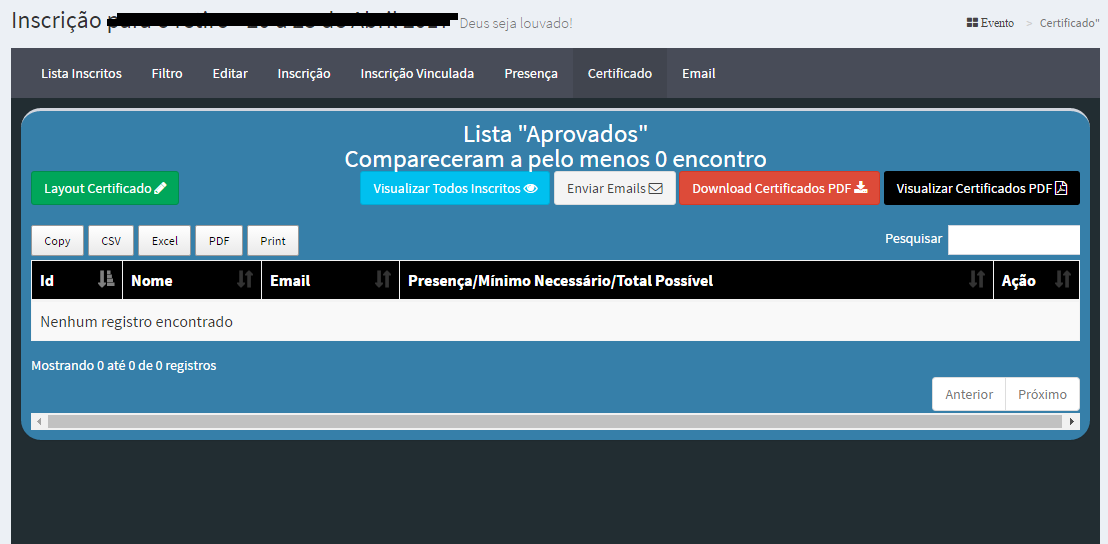 Inscrição Deus seja louvado! Evento > Certificado"
Lista Inscritos Filtro Editar Inscrição Inscrição Vinculada Presença Certificado Email
Lista "Aprovados"
Compareceram a pelo menos 0 encontro
Layout Certificado Visualizar Todos Inscritos Enviar Emails Download Certificados PDF Visualizar Certificados PDF
Copy CSV Excel PDF Print Pesquisar
Id Nome Email Presença/Mínimo Necessário/Total Possível Ação
Nenhum registro encontrado
Mostrando 0 até 0 de 0 registros
Anterior Próximo